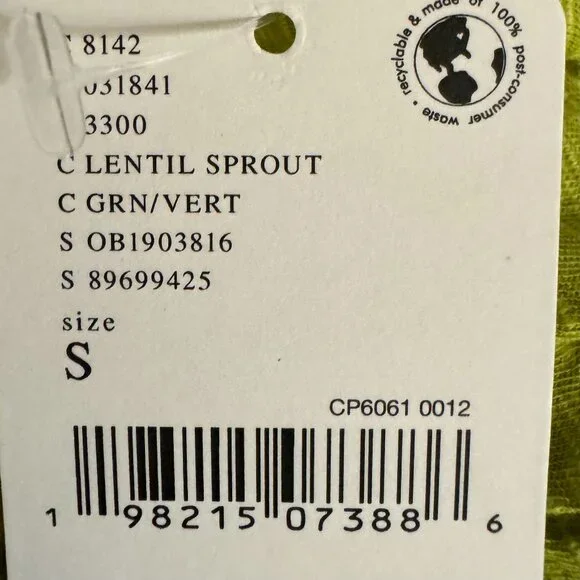 8142
031841
3300
C LENTIL SPROUT
C GRN/VERT
S OB1903816
S 89699425
size
S
CP6061 0012
1 98215 07388 6
recyclable & made of 100% post-consumer waste •